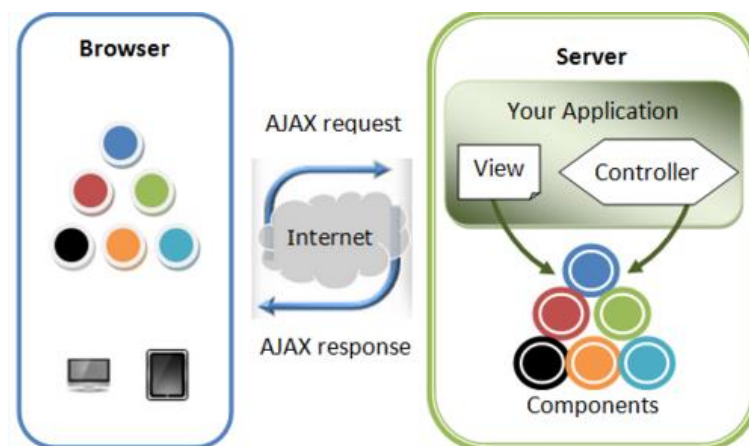 Browser
Server
Your Application
View
Controller
AJAX request
Internet
AJAX response
Components